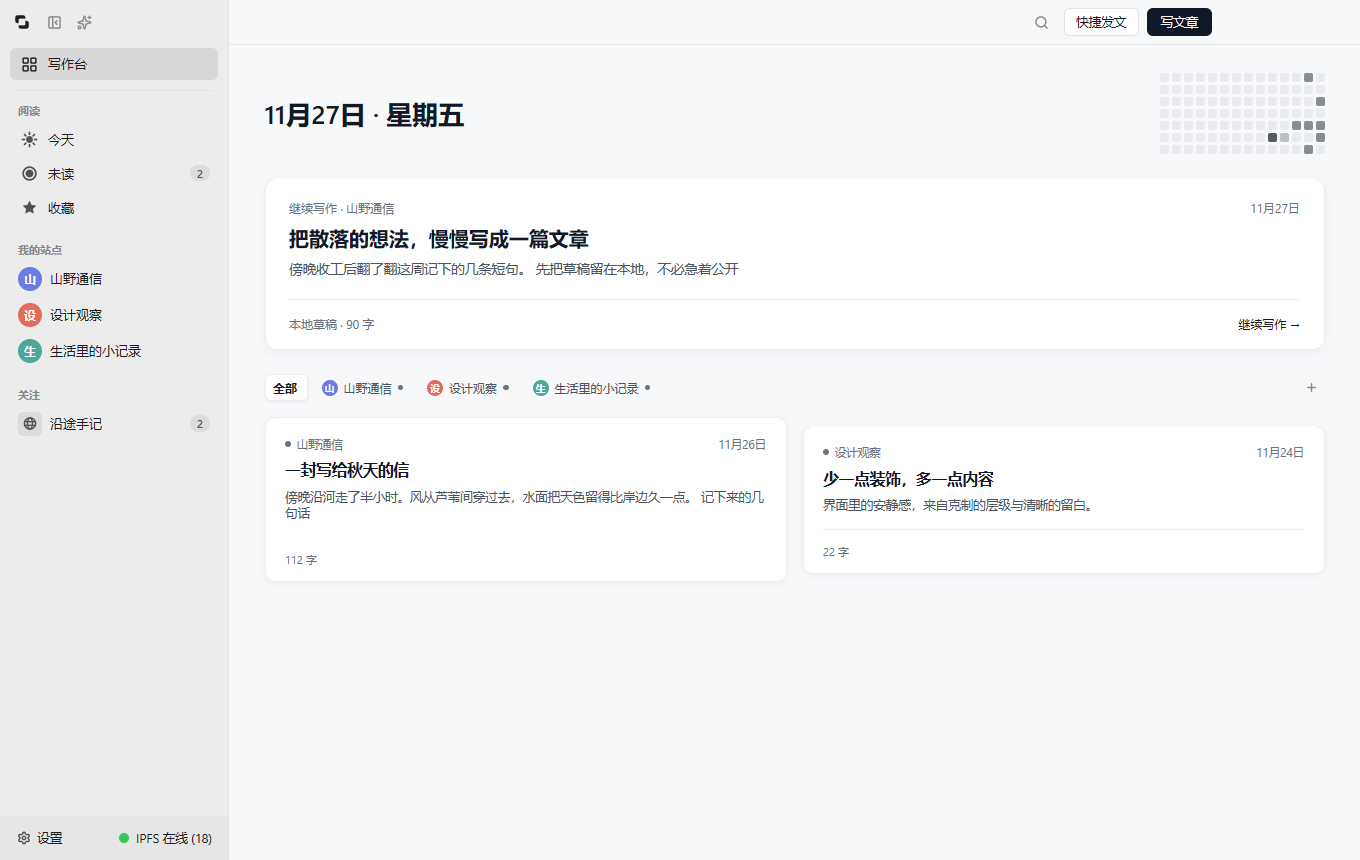 快捷发文
写文章
写作台
阅读
今天
未读 2
收藏
我的站点
山 山野通信
设 设计观察
生 生活里的小记录
关注
沿途手记 2
设置
IPFS 在线 (18)
11月27日 · 星期五
继续写作 · 山野通信
11月27日
把散落的想法，慢慢写成一篇文章
傍晚收工后翻了翻这周记下的几条短句。 先把草稿留在本地，不必急着公开
本地草稿 · 90 字
继续写作 →
全部
山 山野通信
设 设计观察
生 生活里的小记录
+
山野通信
11月26日
一封写给秋天的信
傍晚沿河走了半小时。风从芦苇间穿过去，水面把天色留得比岸边久一点。 记下来的几
句话
112 字
设计观察
11月24日
少一点装饰，多一点内容
界面里的安静感，来自克制的层级与清晰的留白。
22 字